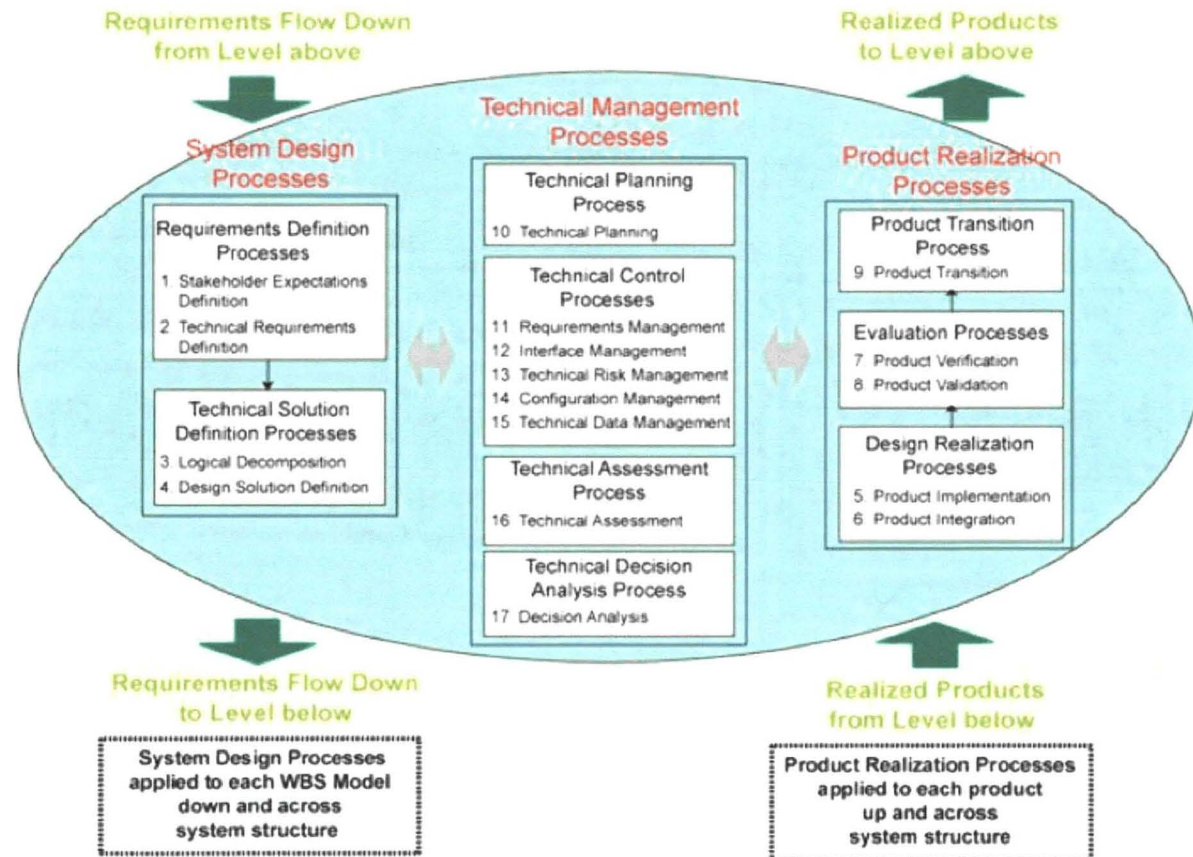 Requirements Flow Down
from Level above
Realized Products
to Level above
System Design
Processes
Requirements Definition
Processes
1. Stakeholder Expectations
Definition
2. Technical Requirements
Definition
Technical Solution
Definition Processes
3. Logical Decomposition
4. Design Solution Definition
Technical Management
Processes
Technical Planning
Process
10 Technical Planning
Technical Control
Processes
11 Requirements Management
12 Interface Management
13 Technical Risk Management
14 Configuration Management
15 Technical Data Management
Technical Assessment
Process
16 Technical Assessment
Technical Decision
Analysis Process
17 Decision Analysis
Product Realization
Processes
Product Transition
Process
9 Product Transition
Evaluation Processes
7 Product Verification
8 Product Validation
Design Realization
Processes
5. Product Implementation
6 Product Integration
Requirements Flow Down
to Level below
System Design Processes
applied to each WBS Model
down and across
system structure
Realized Products
from Level below
Product Realization Processes
applied to each product
up and across
system structure